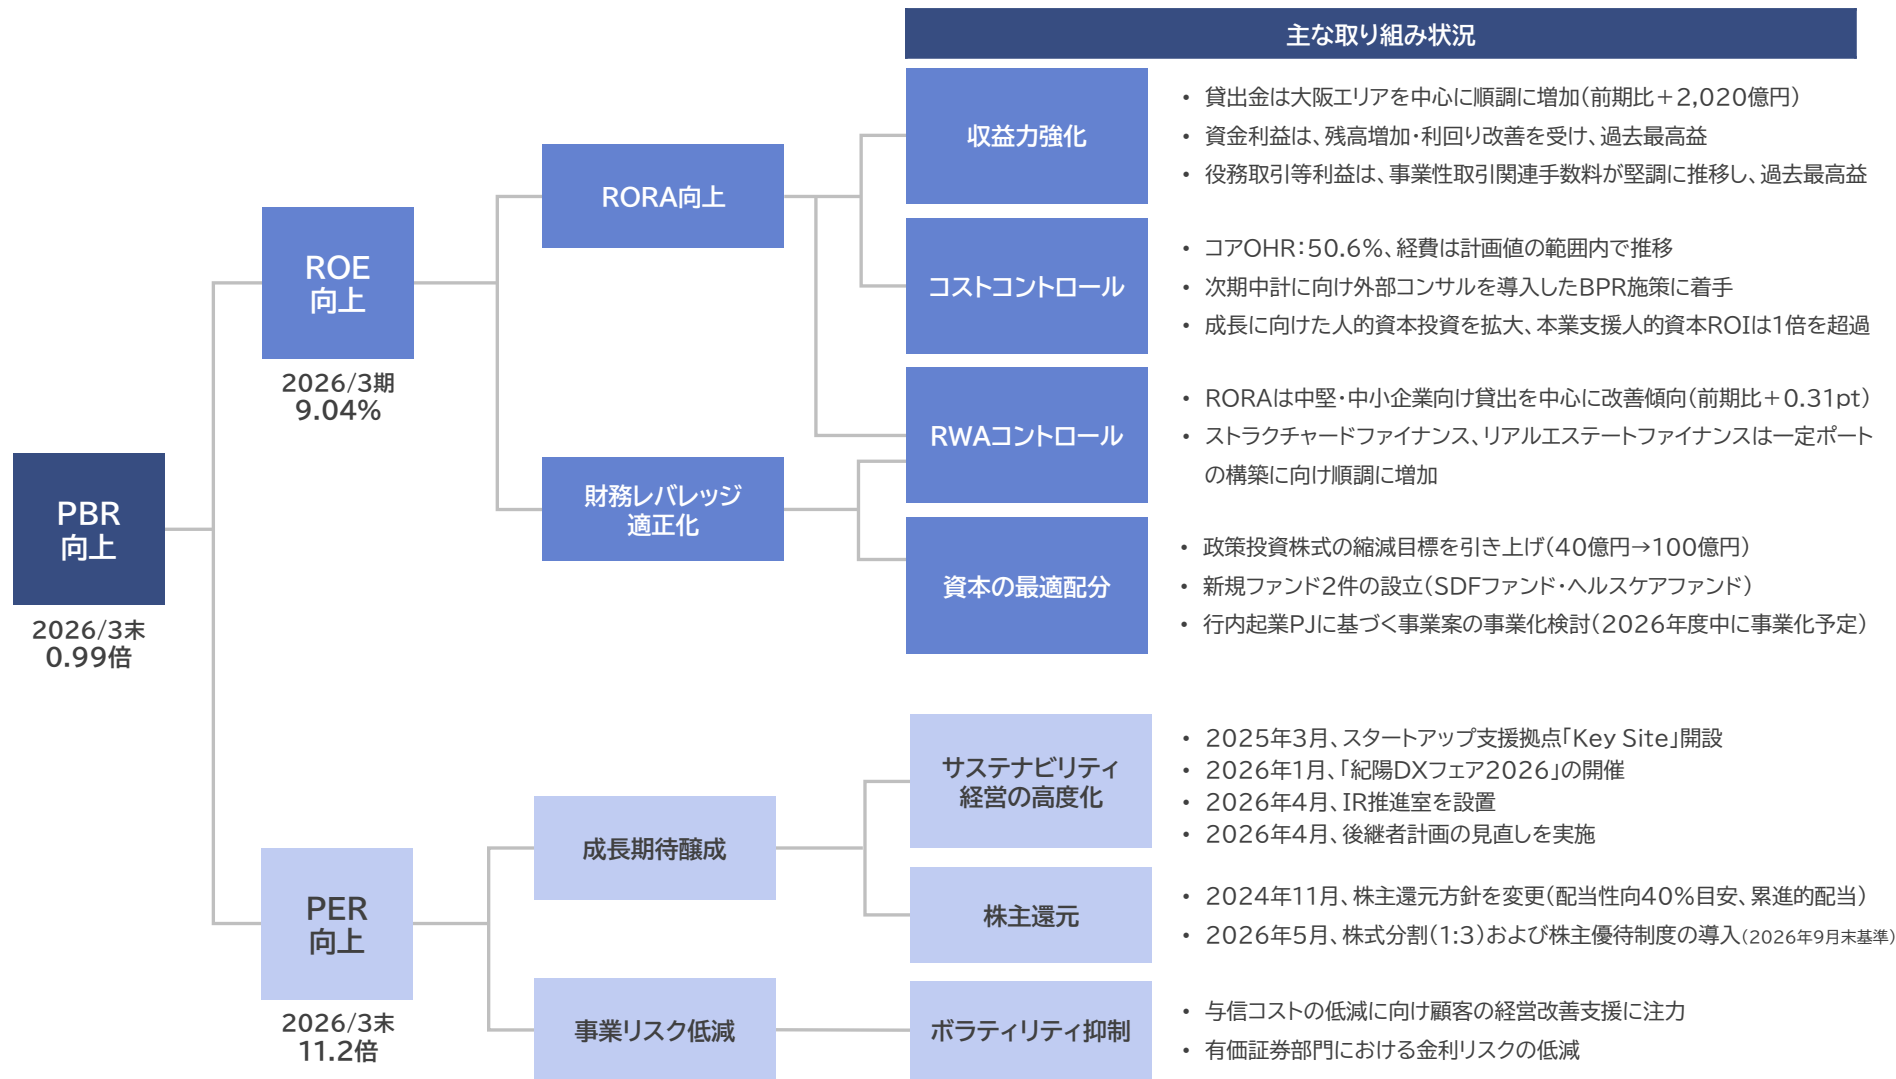 主な取り組み状況
PBR
向上
2026/3末
0.99倍
ROE
向上
2026/3期
9.04%
RORA向上
財務レバレッジ
適正化
収益力強化
・ 貸出金は大阪エリアを中心に順調に増加（前期比＋2,020億円）
・ 資金利益は、残高増加・利回り改善を受け、過去最高益
・ 役務取引等利益は、事業性取引関連手数料が堅調に推移し、過去最高益
コストコントロール
・ コアOHR：50.6%、経費は計画値の範囲内で推移
・ 次期中計に向け外部コンサルを導入したBPR施策に着手
・ 成長に向けた人的資本投資を拡大、本業支援人的資本ROIは1倍を超過
RWAコントロール
・ RORAは中堅・中小企業向け貸出を中心に改善傾向（前期比＋0.31pt）
・ ストラクチャードファイナンス、リアルエステートファイナンスは一定ポート
の構築に向け順調に増加
資本の最適配分
・ 政策投資株式の縮減目標を引き上げ（40億円→100億円）
・ 新規ファンド2件の設立（SDFファンド・ヘルスケアファンド）
・ 行内起業PJに基づく事業案の事業化検討（2026年度中に事業化予定）
PER
向上
2026/3末
11.2倍
成長期待醸成
事業リスク低減
サステナビリティ
経営の高度化
・ 2025年3月、スタートアップ支援拠点「Key Site」開設
・ 2026年1月、「紀陽DXフェア2026」の開催
・ 2026年4月、IR推進室を設置
・ 2026年4月、後継者計画の見直しを実施
株主還元
・ 2024年11月、株主還元方針を変更（配当性向40%目安、累進的配当）
・ 2026年5月、株式分割（1:3）および株主優待制度の導入（2026年9月末基準）
ボラティリティ抑制
・ 与信コストの低減に向け顧客の経営改善支援に注力
・ 有価証券部門における金利リスクの低減